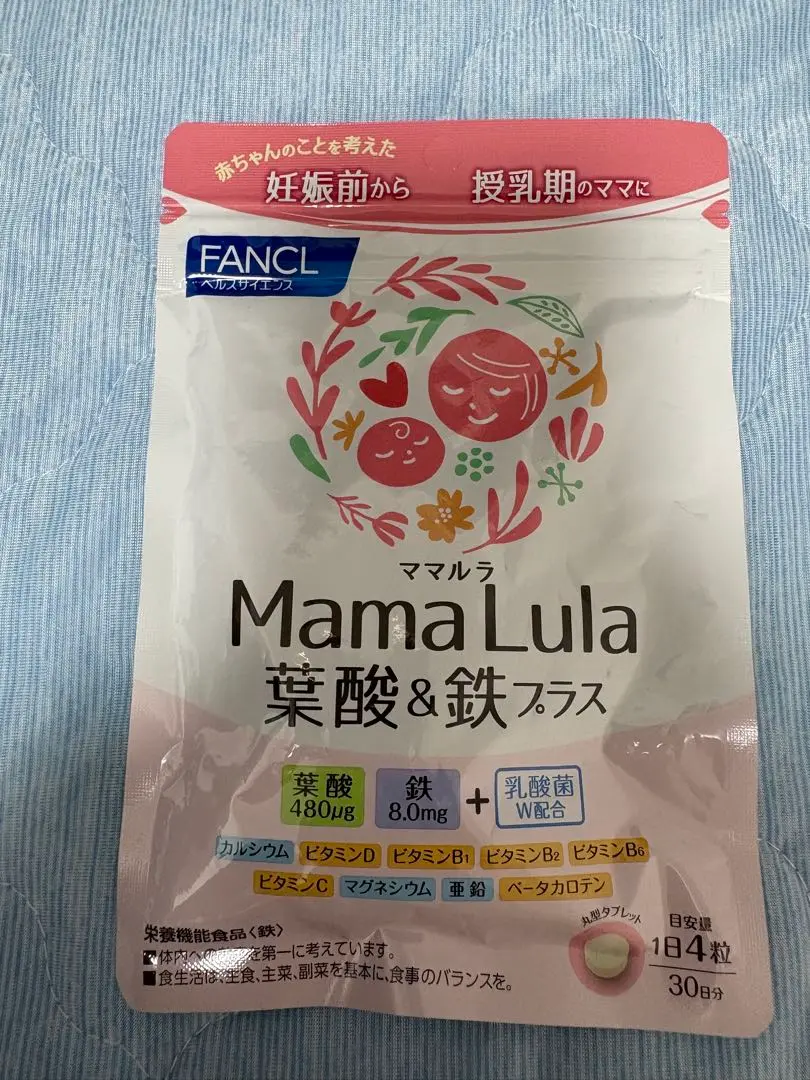 赤ちゃんのことを考えた
妊娠前から 授乳期のママに
FANCL
ヘルスサイエンス
ママルラ
Mama Lula
葉酸&鉄プラス
葉酸 480μg 鉄 8.0mg + 乳酸菌 W配合
カルシウム ビタミンD ビタミンB1 ビタミンB2 ビタミンB6
ビタミンC マグネシウム 亜鉛 ベータカロテン
丸型タブレット
目安量
1日4粒
30日分
栄養機能食品〈鉄〉
体内への を第一に考えています。
■食生活は、主食、主菜、副菜を基本に、食事のバランスを。